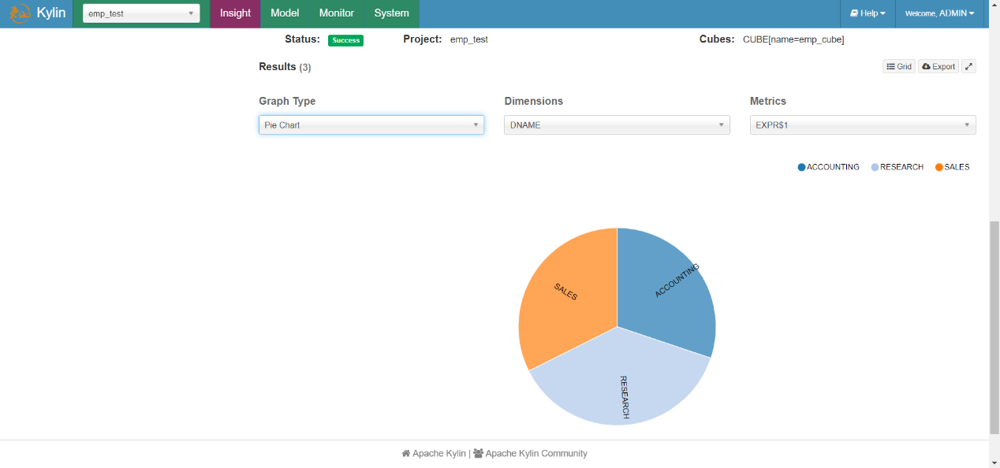 Kylin emp_test Insight Model Monitor System Help Welcome, ADMIN
Status: Success Project: emp_test Cubes: CUBE[name=emp_cube]
Results (3) Grid Export
Graph Type Dimensions Metrics
Pie Chart DNAME EXPR$1
ACCOUNTING RESEARCH SALES
ACCOUNTING
SALES
RESEARCH
Apache Kylin | Apache Kylin Community